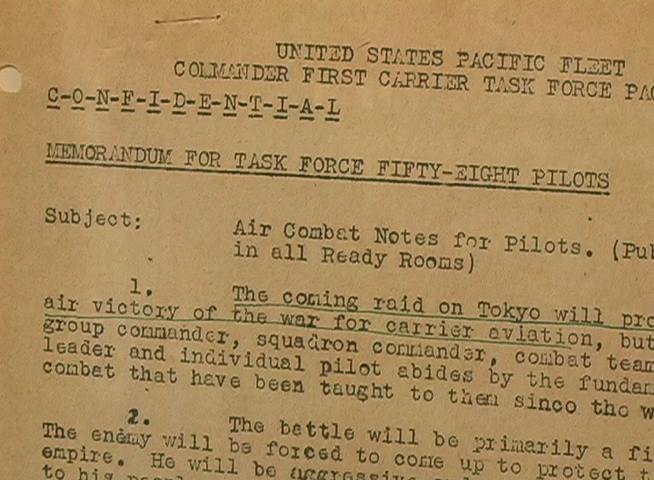 UNITED STATES PACIFIC FLEET
COMMANDER FIRST CARRIER TASK FORCE PAC
C-O-N-F-I-D-E-N-T-I-A-L
MEMORANDUM FOR TASK FORCE FIFTY-EIGHT PILOTS
Subject: Air Combat Notes for Pilots. (Pub
in all Ready Rooms)
1. The coming raid on Tokyo will pro
air victory of the war for carrier aviation, but
group commander, squadron commander, combat team
leader and individual pilot abides by the fundam
combat that have been taught to them since the w
2. The battle will be primarily a fi
The enemy will be forced to come up to protect t
empire. He will be aggressive
to his